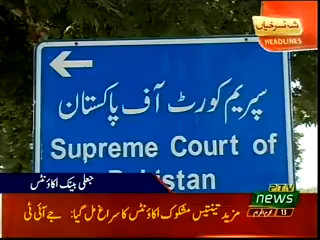 شہ سرخیاں
HEADLINES
سپریم کورٹ آف پاکستان
Supreme Court of
Pakistan
جعلی بینک اکاؤنٹس
PTV
news
مزید تینتیس مشکوک اکاؤنٹس کا سراغ مل گیا: جے آئی ٹی